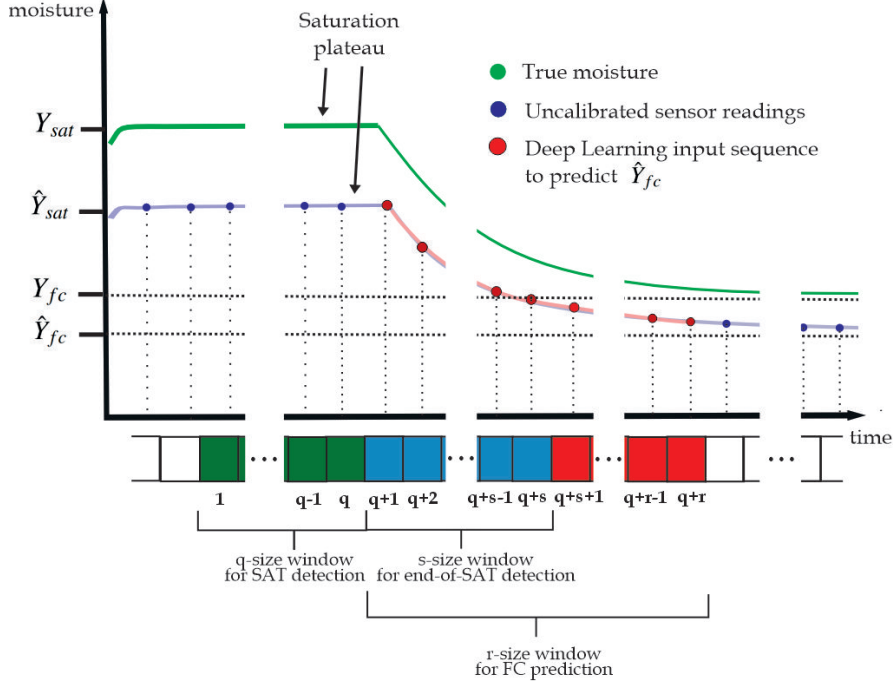 moisture
Saturation
plateau
True moisture
Uncalibrated sensor readings
Deep Learning input sequence
to predict Ŷfc
Ysat
Ŷsat
Yfc
Ŷfc
time
... ... ... ...
1 q-1 q q+1 q+2 q+s-1 q+s q+s+1 q+r-1 q+r
q-size window
for SAT detection
s-size window
for end-of-SAT detection
r-size window
for FC prediction